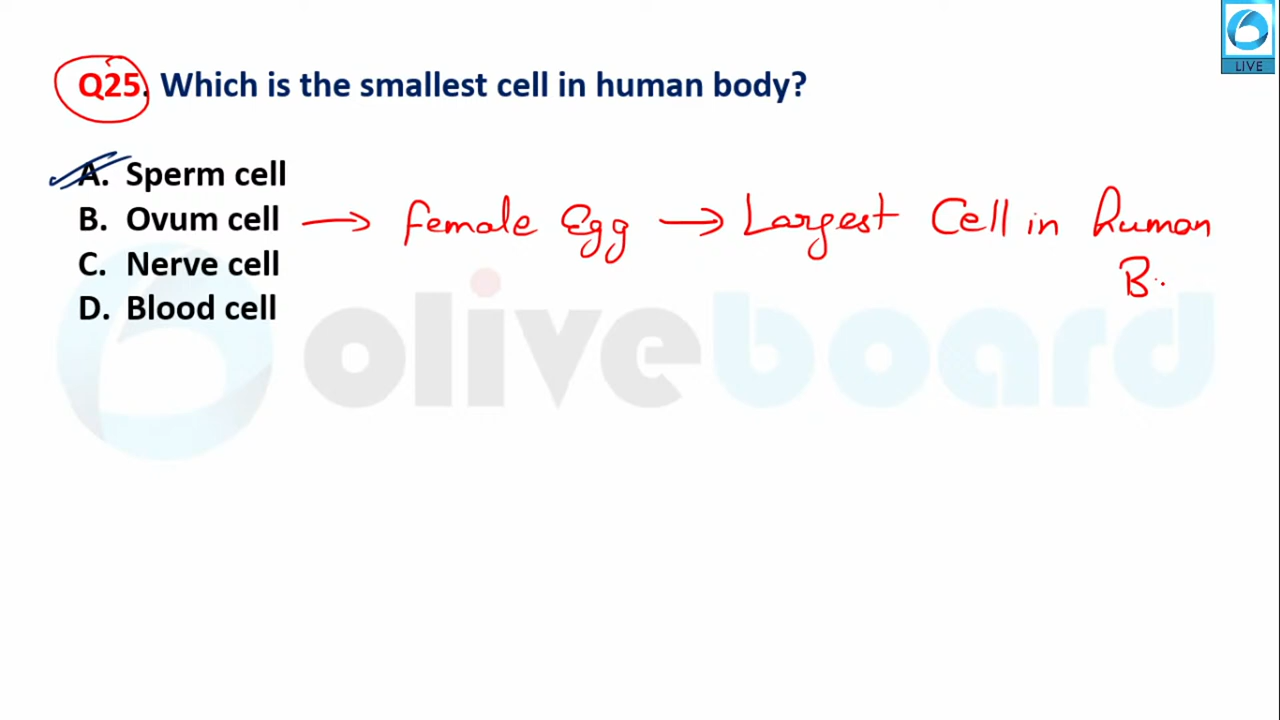 LIVE
Q25. Which is the smallest cell in human body?
A. Sperm cell
B. Ovum cell → female Egg → Largest Cell in human
B
C. Nerve cell
D. Blood cell
oliveboard